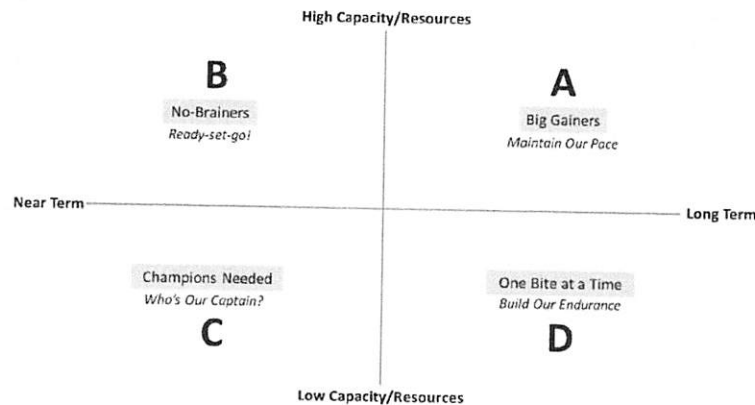 High Capacity/Resources
B
No-Brainers
Ready-set-go!
A
Big Gainers
Maintain Our Pace
Near Term
Long Term
Champions Needed
Who's Our Captain?
C
One Bite at a Time
Build Our Endurance
D
Low Capacity/Resources